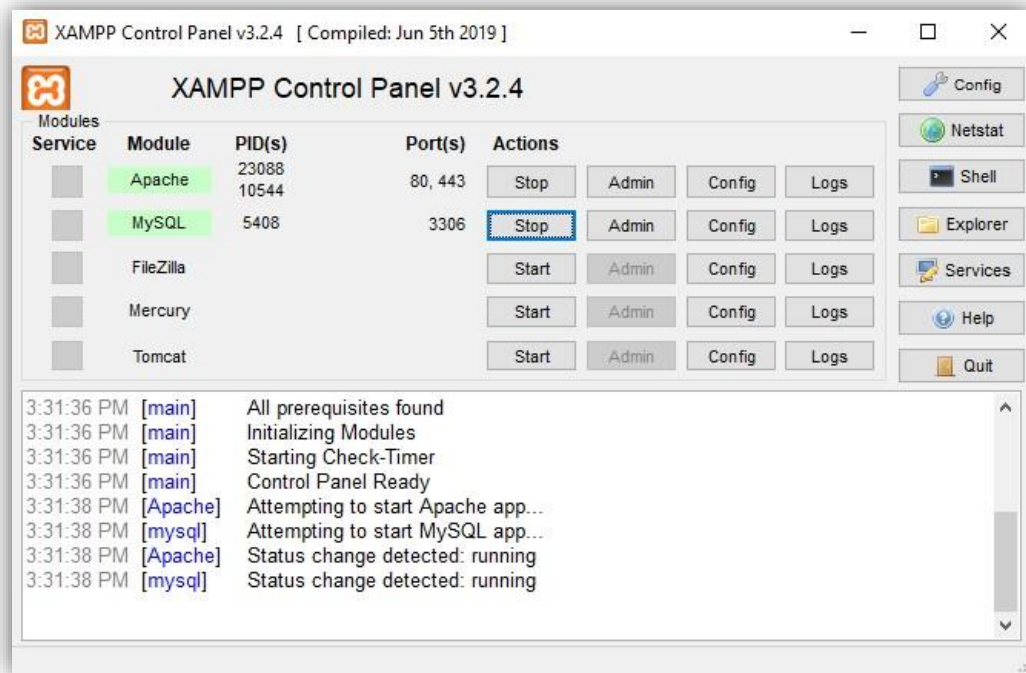 XAMPP Control Panel v3.2.4 [ Compiled: Jun 5th 2019 ]
XAMPP Control Panel v3.2.4
Config
Modules
Netstat
Service Module PID(s) Port(s) Actions
Apache 23088 10544 80, 443 Stop Admin Config Logs
Shell
MySQL 5408 3306 Stop Admin Config Logs
Explorer
FileZilla Start Admin Config Logs
Services
Mercury Start Admin Config Logs
Help
Tomcat Start Admin Config Logs
Quit
3:31:36 PM [main] All prerequisites found
3:31:36 PM [main] Initializing Modules
3:31:36 PM [main] Starting Check-Timer
3:31:36 PM [main] Control Panel Ready
3:31:38 PM [Apache] Attempting to start Apache app...
3:31:38 PM [mysql] Attempting to start MySQL app...
3:31:38 PM [Apache] Status change detected: running
3:31:38 PM [mysql] Status change detected: running